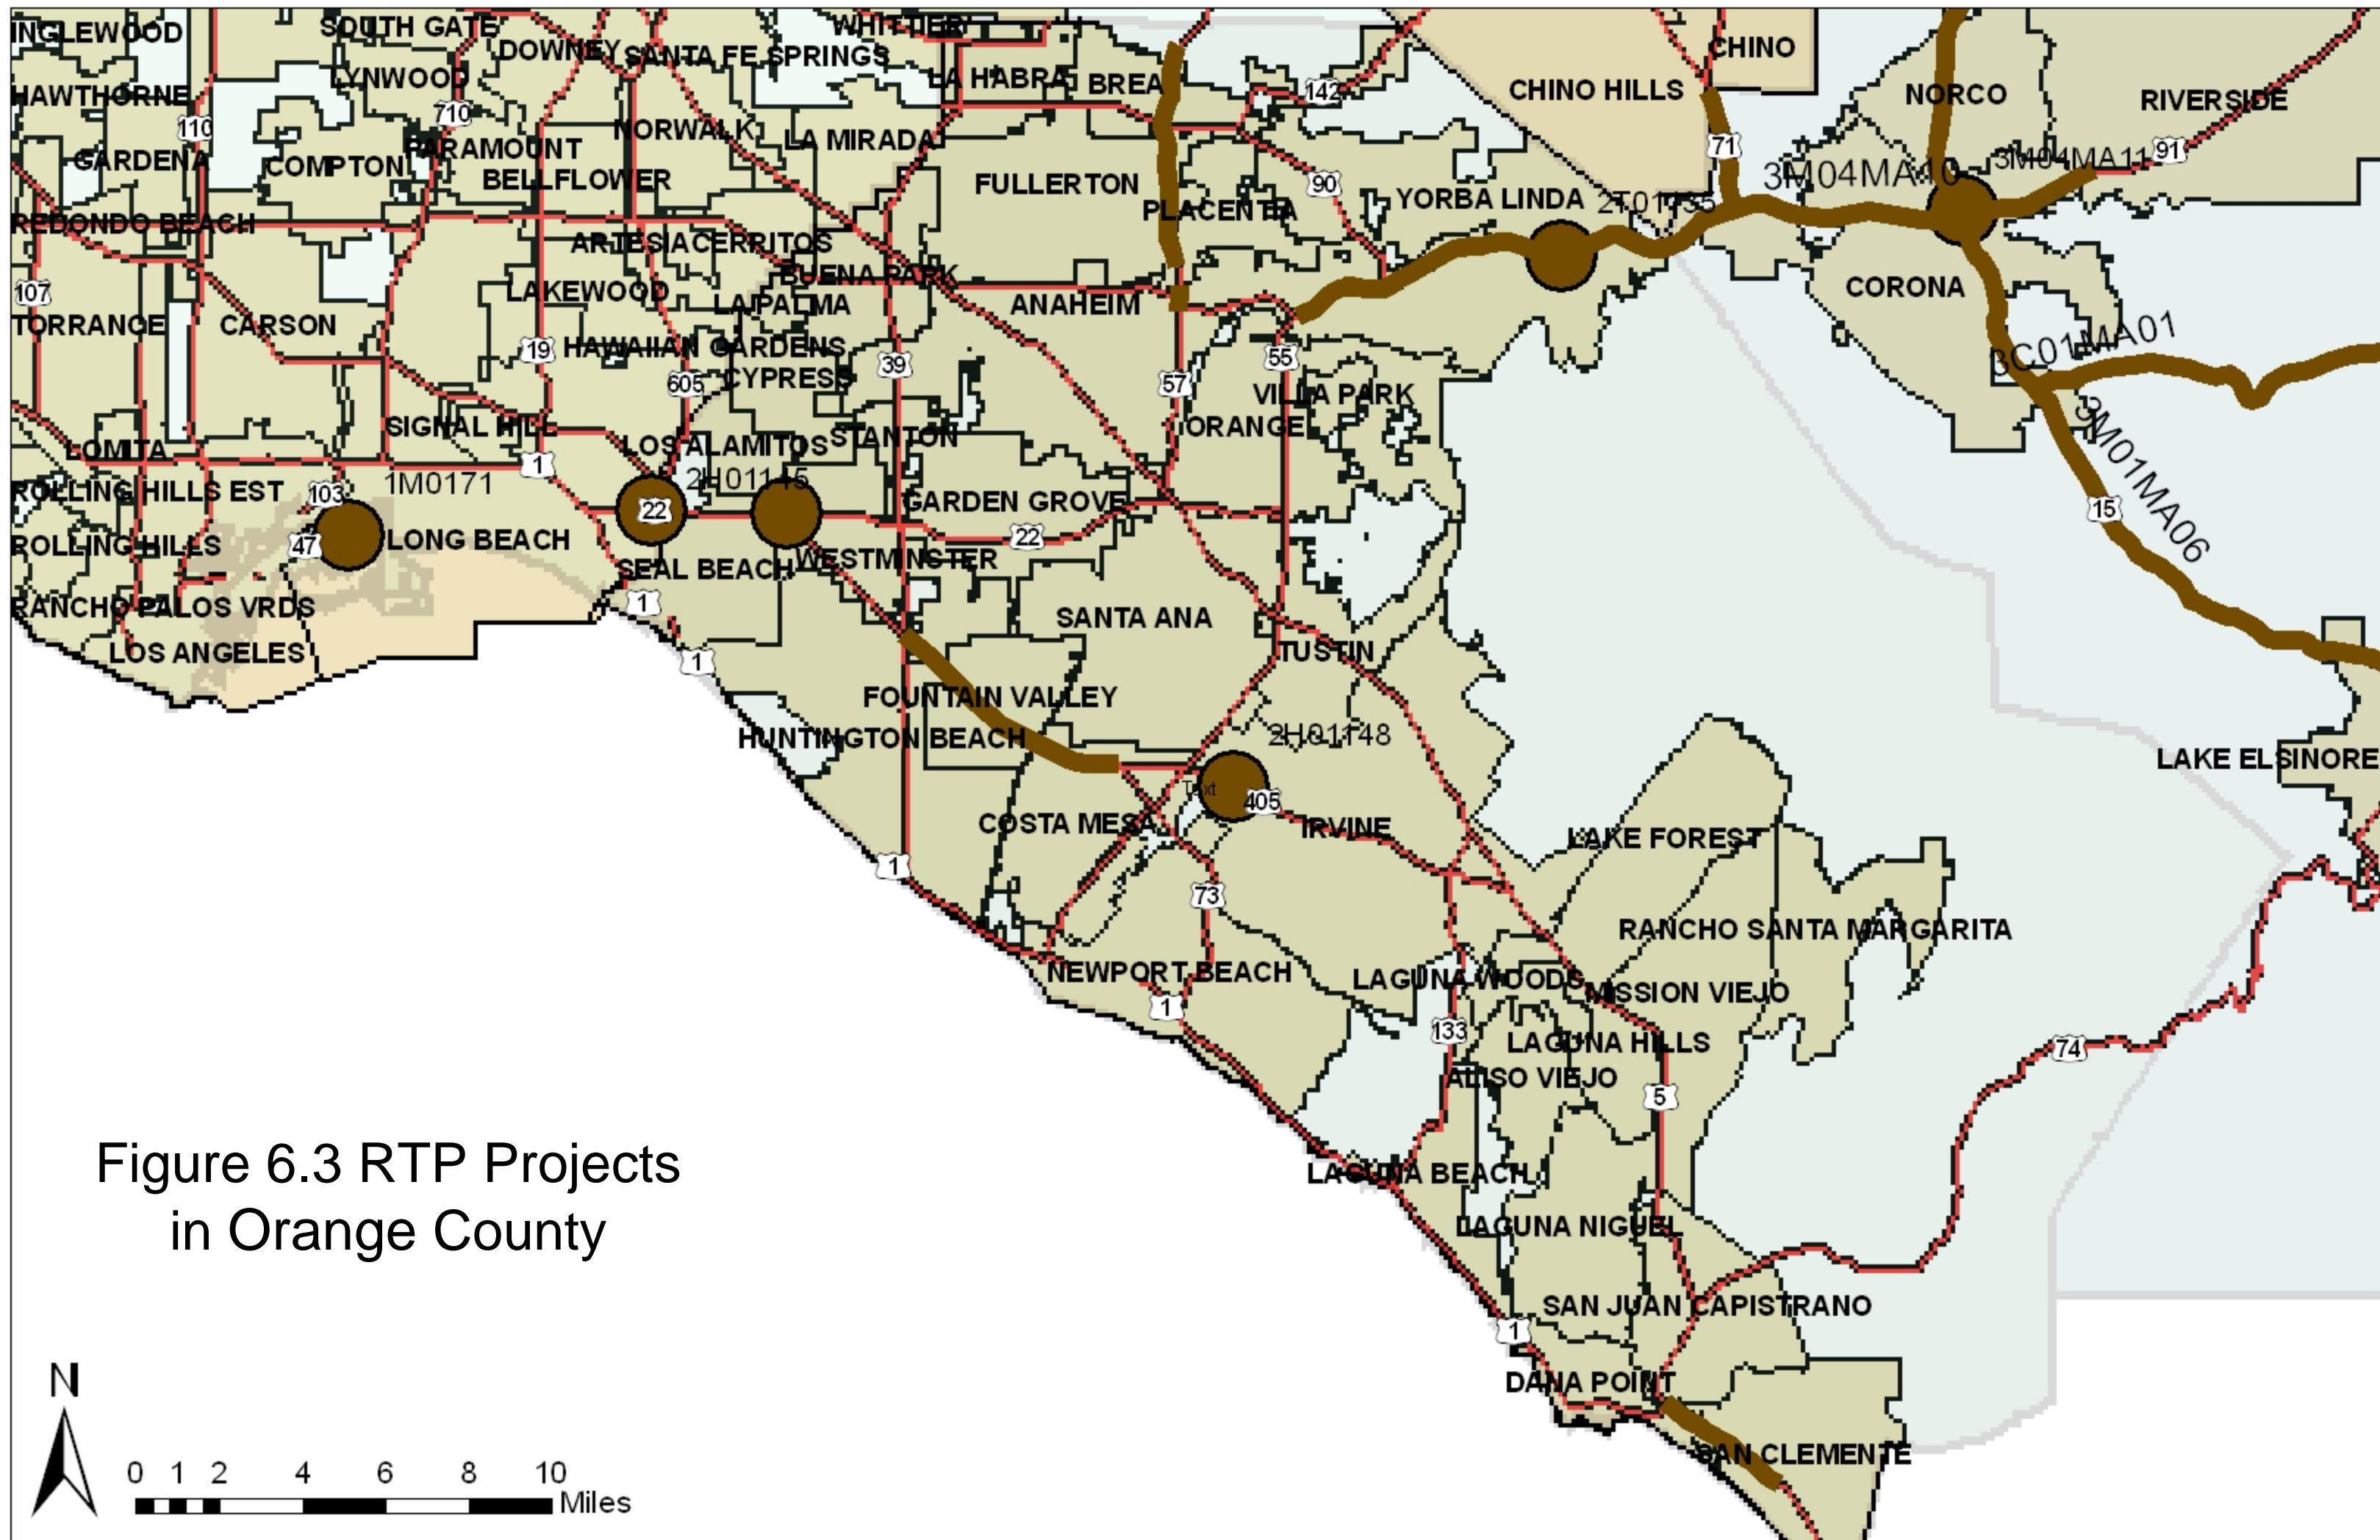 INGLEWOOD
SOUTH GATE
WHITTIER
DOWNEY
SANTA FE SPRINGS
CHINO
LYNWOOD
LA HABRA
BREA
142
CHINO HILLS
HAWTHORNE
NORCO
RIVERSIDE
710
110
NORWALK
LA MIRADA
71
PARAMOUNT
3M04MA11
91
GARDENA
COMPTON
3M04MA10
BELLFLOWER
FULLERTON
90
YORBA LINDA
2T01135
PLACENTIA
REDONDO BEACH
ARTESIA
CERRITOS
BUENA PARK
107
LAKEWOOD
LA PALMA
ANAHEIM
CORONA
TORRANCE
CARSON
3C01MA01
19
HAWAIIAN GARDENS
39
55
605
CYPRESS
57
VILLA PARK
SIGNAL HILL
LOS ALAMITOS
STANTON
ORANGE
LOMITA
1
1M0171
2H01145
3M01MA06
ROLLING HILLS EST
103
22
GARDEN GROVE
15
ROLLING HILLS
47
LONG BEACH
22
SEAL BEACH
WESTMINSTER
RANCHO PALOS VRDS
1
SANTA ANA
LOS ANGELES
1
TUSTIN
FOUNTAIN VALLEY
HUNTINGTON BEACH
2H01148
LAKE ELSINORE
Text
405
COSTA MESA
IRVINE
LAKE FOREST
1
73
RANCHO SANTA MARGARITA
NEWPORT BEACH
LAGUNA WOODS
MISSION VIEJO
1
133
LAGUNA HILLS
74
ALISO VIEJO
5
Figure 6.3 RTP Projects
in Orange County
LAGUNA BEACH
LAGUNA NIGUEL
SAN JUAN CAPISTRANO
1
DANA POINT
SAN CLEMENTE
N
0 1 2 4 6 8 10
Miles